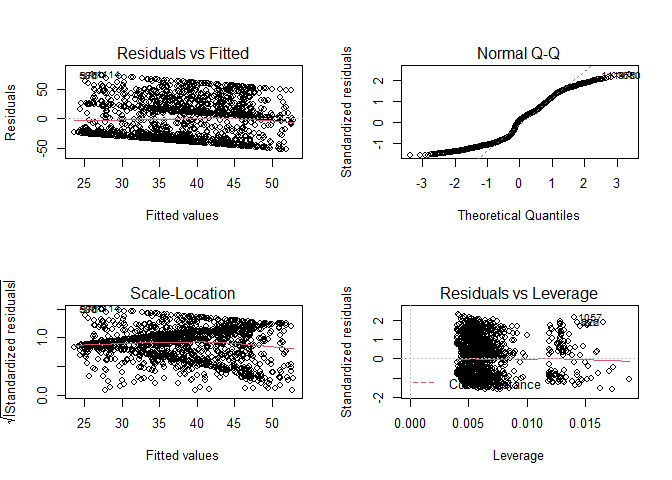 Residuals vs Fitted
Residuals
50
0
-50
25 30 35 40 45 50
Fitted values
Normal Q-Q
Standardized residuals
2
1
0
-1
-3 -2 -1 0 1 2 3
Theoretical Quantiles
Scale-Location
√|Standardized residuals|
1.0
0.0
25 30 35 40 45 50
Fitted values
Residuals vs Leverage
Standardized residuals
2
1
0
-2
1057
Cook's distance
0.000 0.005 0.010 0.015
Leverage